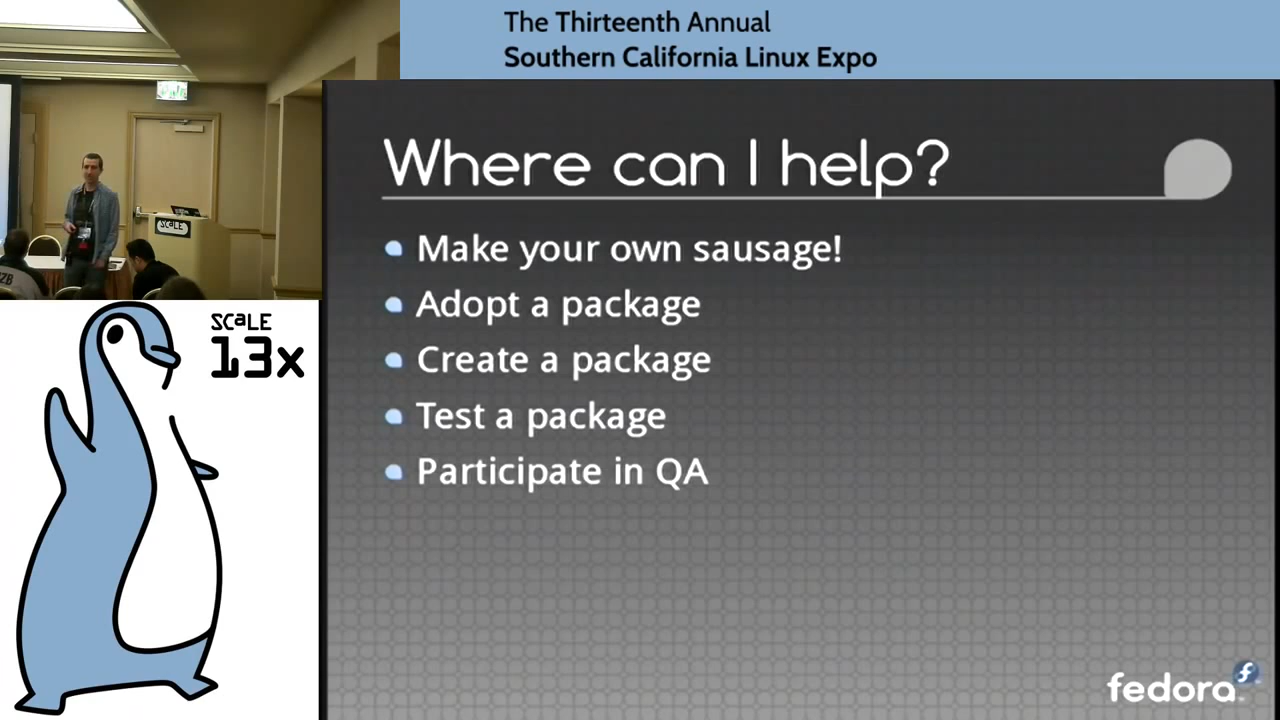 The Thirteenth Annual
Southern California Linux Expo
Where can I help?
Make your own sausage!
Adopt a package
Create a package
Test a package
Participate in QA
SCaLE
SCaLE
13x
fedora